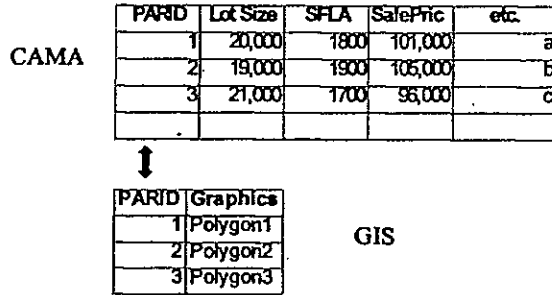 PARID Lot Size SFLA SalePric etc.
1 20,000 1800 101,000 a
CAMA
2 19,000 1900 105,000 b
3 21,000 1700 96,000 c
PARID Graphics
1 Polygon1
2 Polygon2
GIS
3 Polygon3